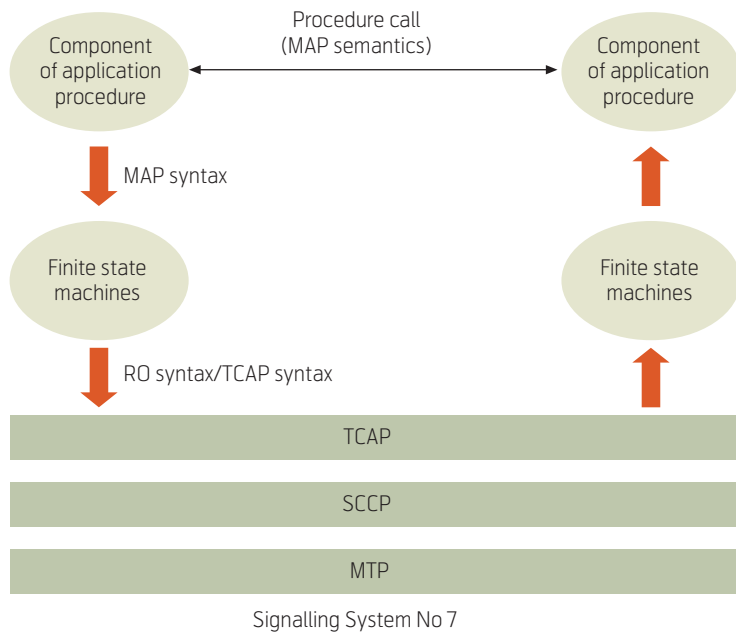 Procedure call
(MAP semantics)
Component
of application
procedure
Component
of application
procedure
MAP syntax
Finite state
machines
Finite state
machines
RO syntax/TCAP syntax
TCAP
SCCP
MTP
Signalling System No 7